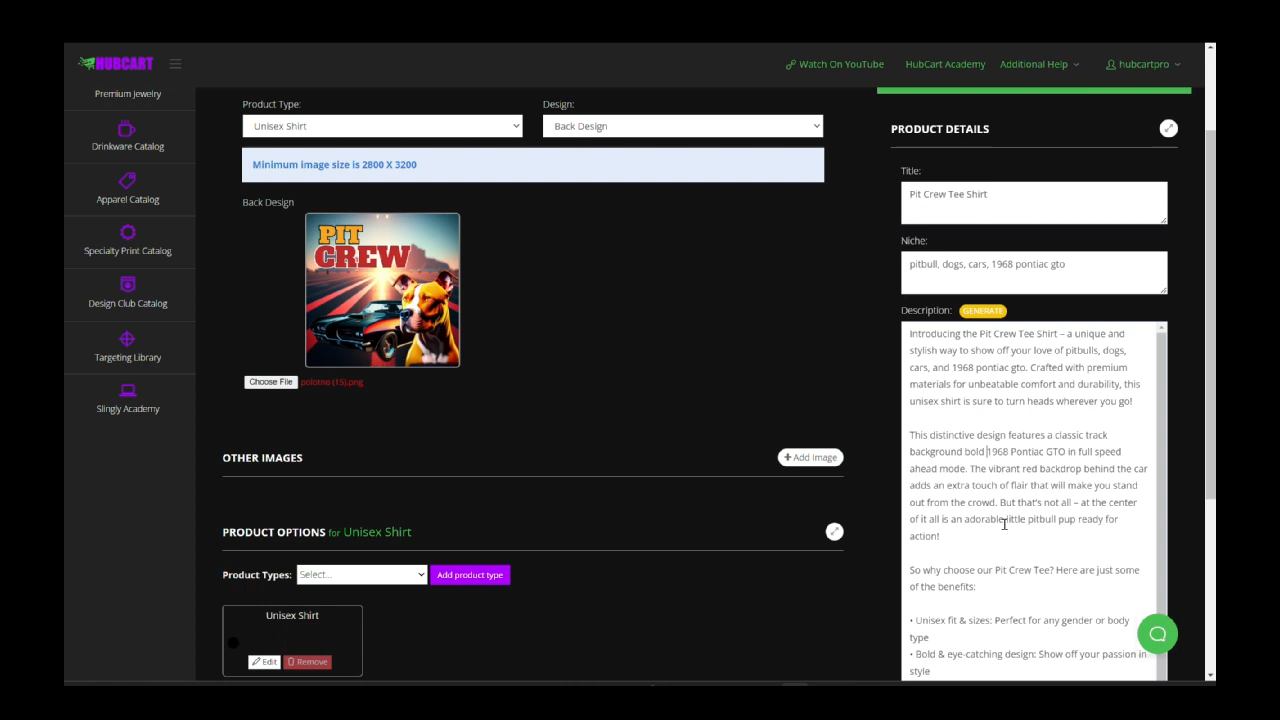 HUBCART
Watch On YouTube
HubCart Academy
Additional Help
hubcartpro
Premium Jewelry
Drinkware Catalog
Apparel Catalog
Specialty Print Catalog
Design Club Catalog
Targeting Library
Slingly Academy
Product Type:
Design:
Unisex Shirt
Back Design
Minimum image size is 2800 X 3200
Back Design
PIT
CREW
Choose File polotno (15).png
OTHER IMAGES
+ Add Image
PRODUCT OPTIONS for Unisex Shirt
Product Types: Select... Add product type
Unisex Shirt
Edit Remove
PRODUCT DETAILS
Title:
Pit Crew Tee Shirt
Niche:
pitbull, dogs, cars, 1968 pontiac gto
Description: GENERATE
Introducing the Pit Crew Tee Shirt – a unique and
stylish way to show off your love of pitbulls, dogs,
cars, and 1968 pontiac gto. Crafted with premium
materials for unbeatable comfort and durability, this
unisex shirt is sure to turn heads wherever you go!
This distinctive design features a classic track
background bold 1968 Pontiac GTO in full speed
ahead mode. The vibrant red backdrop behind the car
adds an extra touch of flair that will make you stand
out from the crowd. But that's not all – at the center
of it all is an adorable little pitbull pup ready for
action!
So why choose our Pit Crew Tee? Here are just some
of the benefits:
• Unisex fit & sizes: Perfect for any gender or body
type
• Bold & eye-catching design: Show off your passion in
style